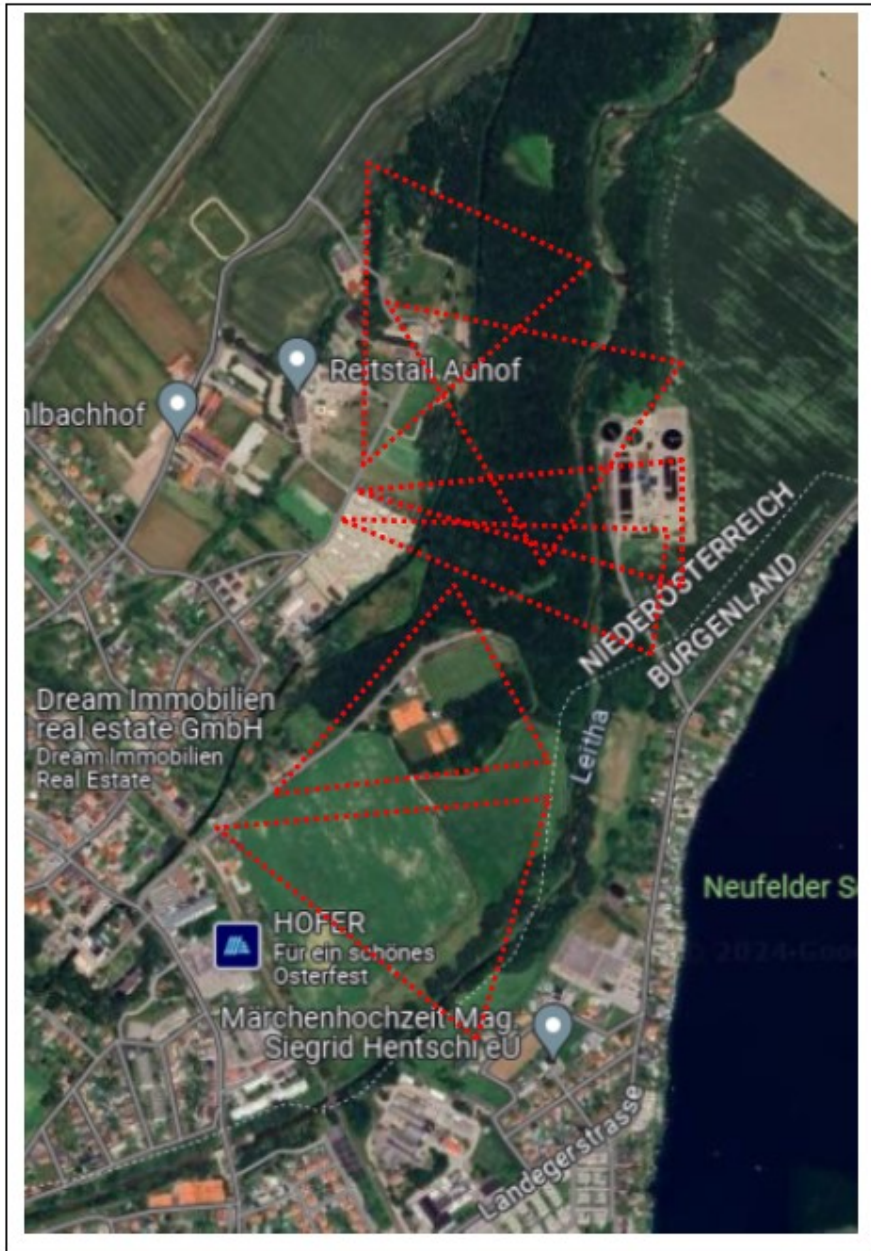 Reitstall Auhof
hlbachhof
NIEDERÖSTERREICH
BURGENLAND
Dream Immobilien
real estate GmbH
Dream Immobilien
Real Estate
Leitha
Neufelder S
HOFER
Für ein schönes
Osterfest
Märchenhochzeit Mag.
Siegrid Hentschl eU
Landegerstrasse